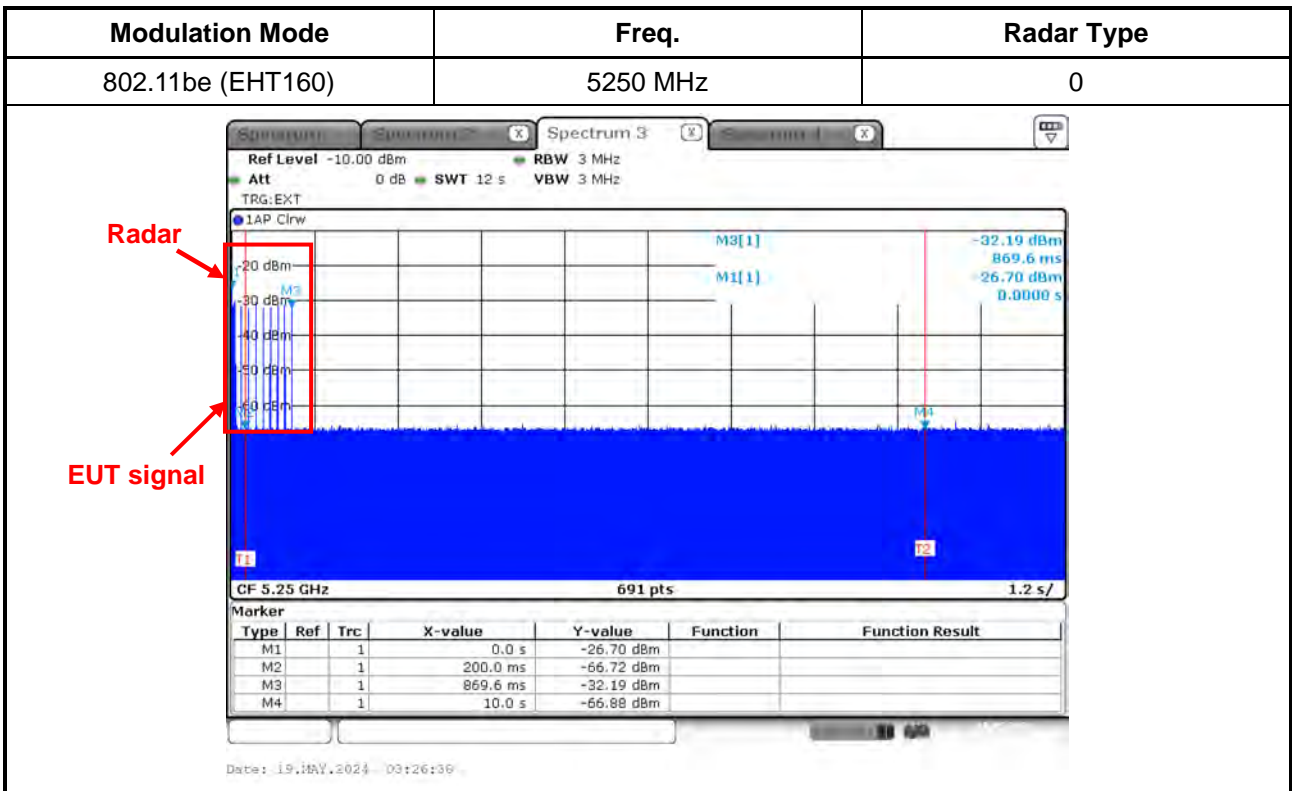 Modulation Mode Freq. Radar Type
802.11be (EHT160) 5250 MHz 0
Spectrum 3
Ref Level -10.00 dBm RBW 3 MHz
Att 0 dB SWT 12 s VBW 3 MHz
TRG:EXT
1AP Clrw
Radar
M3[1] -32.19 dBm
869.6 ms
M1[1] -26.70 dBm
0.0000 s
-20 dBm
M3
-30 dBm
-40 dBm
-50 dBm
-60 dBm
M4
EUT signal
T1 T2
CF 5.25 GHz 691 pts 1.2 s/
Marker
Type Ref Trc X-value Y-value Function Function Result
M1 1 0.0 s -26.70 dBm
M2 1 200.0 ms -66.72 dBm
M3 1 869.6 ms -32.19 dBm
M4 1 10.0 s -66.88 dBm
Date: 19.MAY.2024 03:26:36